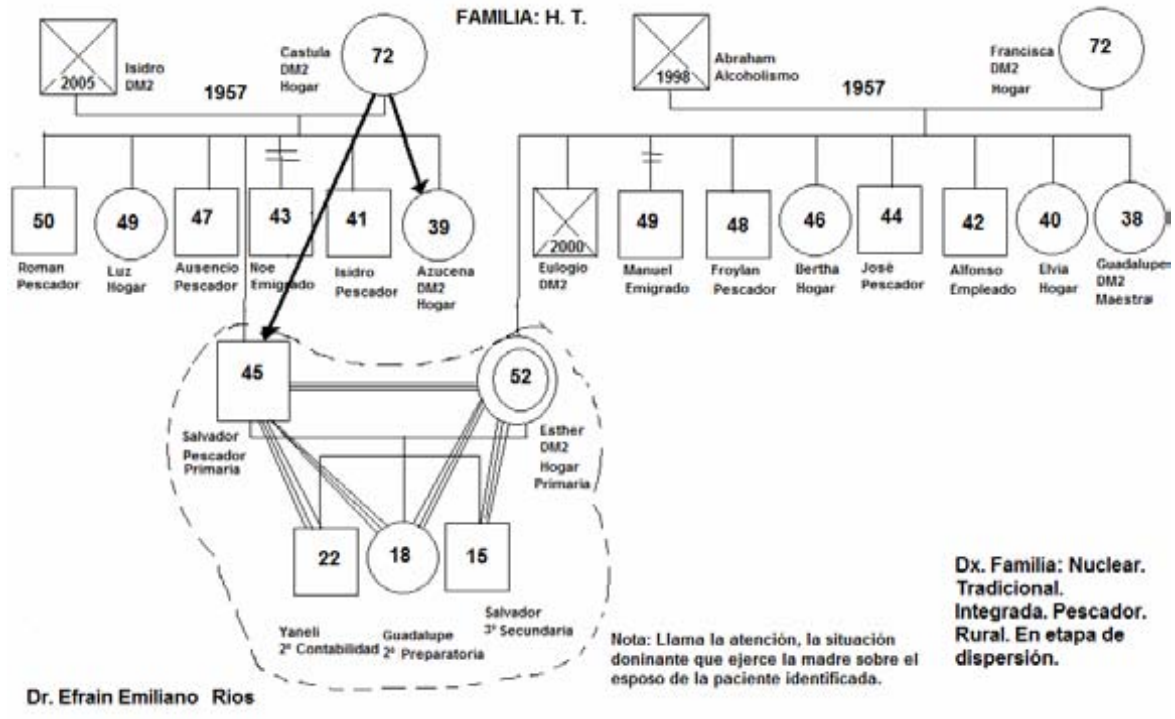 FAMILIA: H. T.
2005
Isidro
DM2
Castula
DM2
Hogar
72
1957
1998
Abraham
Alcoholismo
1957
Francisca
DM2
Hogar
72
50
Roman
Pescador
49
Luz
Hogar
47
Ausencio
Pescador
43
Noe
Emigrado
41
Isidro
Pescador
39
Azucena
DM2
Hogar
2000
Eulogio
DM2
49
Manuel
Emigrado
48
Froylan
Pescador
46
Bertha
Hogar
44
José
Pescador
42
Alfonso
Empleado
40
Elvia
Hogar
38
Guadalupe
DM2
Maestra
45
Salvador
Pescador
Primaria
52
Esther
DM2
Hogar
Primaria
22
Yaneli
2º Contabilidad
18
Guadalupe
2º Preparatoria
15
Salvador
3º Secundaria
Nota: Llama la atención, la situación
doninante que ejerce la madre sobre el
esposo de la paciente identificada.
Dx. Familia: Nuclear.
Tradicional.
Integrada. Pescador.
Rural. En etapa de
dispersión.
Dr. Efrain Emiliano Rios